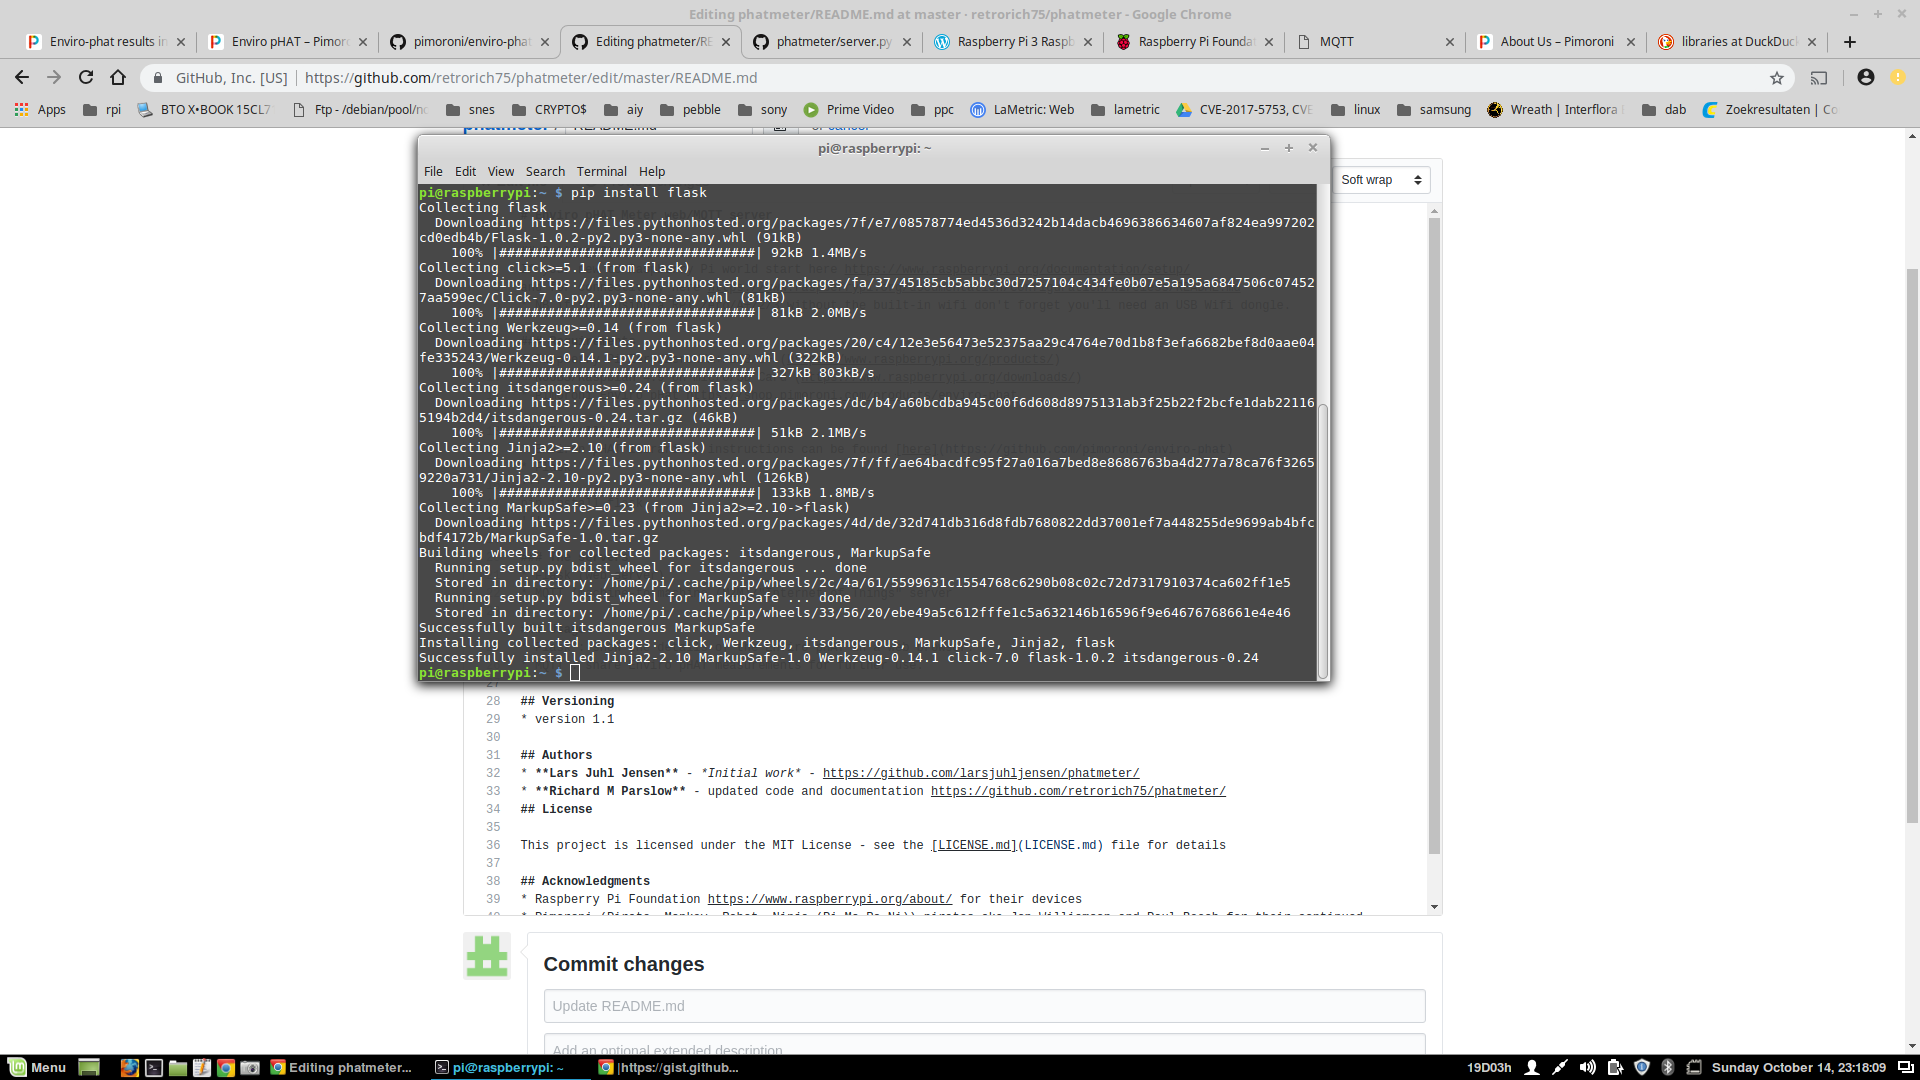 Editing phatmeter/README.md at master · retrorich75/phatmeter - Google Chrome
Enviro-phat results in
Enviro pHAT – Pimor
pimoroni/enviro-phat
Editing phatmeter/RE
phatmeter/server.py
Raspberry Pi 3 Raspb
Raspberry Pi Foundat
MQTT
About Us – Pimoroni
libraries at DuckDuc
GitHub, Inc. [US] | https://github.com/retrorich75/phatmeter/edit/master/README.md
Apps rpi BTO X•BOOK 15CL7 Ftp - /debian/pool/n snes CRYPTO$ aiy pebble sony Prime Video ppc LaMetric: Web lametric CVE-2017-5753, CVE linux samsung Wreath | Interflora dab Zoekresultaten | Co
phatmeter / README.md or cancel
pi@raspberrypi: ~
File Edit View Search Terminal Help
Soft wrap
pi@raspberrypi:~ $ pip install flask
Collecting flask
Downloading https://files.pythonhosted.org/packages/7f/e7/08578774ed4536d3242b14dacb4696386634607af824ea997202
cd0edb4b/Flask-1.0.2-py2.py3-none-any.whl (91kB)
100% |################################| 92kB 1.4MB/s
Collecting click>=5.1 (from flask)
Downloading https://files.pythonhosted.org/packages/fa/37/45185cb5abbc30d7257104c434fe0b07e5a195a6847506c07452
7aa599ec/Click-7.0-py2.py3-none-any.whl (81kB)
100% |################################| 81kB 2.0MB/s
Collecting Werkzeug>=0.14 (from flask)
Downloading https://files.pythonhosted.org/packages/20/c4/12e3e56473e52375aa29c4764e70d1b8f3efa6682bef8d0aae04
fe335243/Werkzeug-0.14.1-py2.py3-none-any.whl (322kB)
100% |################################| 327kB 803kB/s
Collecting itsdangerous>=0.24 (from flask)
Downloading https://files.pythonhosted.org/packages/dc/b4/a60bcdba945c00f6d608d8975131ab3f25b22f2bcfe1dab22116
5194b2d4/itsdangerous-0.24.tar.gz (46kB)
100% |################################| 51kB 2.1MB/s
Collecting Jinja2>=2.10 (from flask)
Downloading https://files.pythonhosted.org/packages/7f/ff/ae64bacdfc95f27a016a7bed8e8686763ba4d277a78ca76f3265
9220a731/Jinja2-2.10-py2.py3-none-any.whl (126kB)
100% |################################| 133kB 1.8MB/s
Collecting MarkupSafe>=0.23 (from Jinja2>=2.10->flask)
Downloading https://files.pythonhosted.org/packages/4d/de/32d741db316d8fdb7680822dd37001ef7a448255de9699ab4bfc
bdf4172b/MarkupSafe-1.0.tar.gz
Building wheels for collected packages: itsdangerous, MarkupSafe
Running setup.py bdist_wheel for itsdangerous ... done
Stored in directory: /home/pi/.cache/pip/wheels/2c/4a/61/5599631c1554768c6290b08c02c72d7317910374ca602ff1e5
Running setup.py bdist_wheel for MarkupSafe ... done
Stored in directory: /home/pi/.cache/pip/wheels/33/56/20/ebe49a5c612fffe1c5a632146b16596f9e64676768661e4e46
Successfully built itsdangerous MarkupSafe
Installing collected packages: click, Werkzeug, itsdangerous, MarkupSafe, Jinja2, flask
Successfully installed Jinja2-2.10 MarkupSafe-1.0 Werkzeug-0.14.1 click-7.0 flask-1.0.2 itsdangerous-0.24
pi@raspberrypi:~ $
27
28 ## Versioning
29 * version 1.1
30
31 ## Authors
32 * **Lars Juhl Jensen** - *Initial work* - https://github.com/larsjuhljensen/phatmeter/
33 * **Richard M Parslow** - updated code and documentation https://github.com/retrorich75/phatmeter/
34 ## License
35
36 This project is licensed under the MIT License - see the [LICENSE.md](LICENSE.md) file for details
37
38 ## Acknowledgments
39 * Raspberry Pi Foundation https://www.raspberrypi.org/about/ for their devices
Commit changes
Update README.md
Add an optional extended description
Menu Editing phatmeter... pi@raspberrypi: ~ |https://gist.github... 19D03h Sunday October 14, 23:18:09